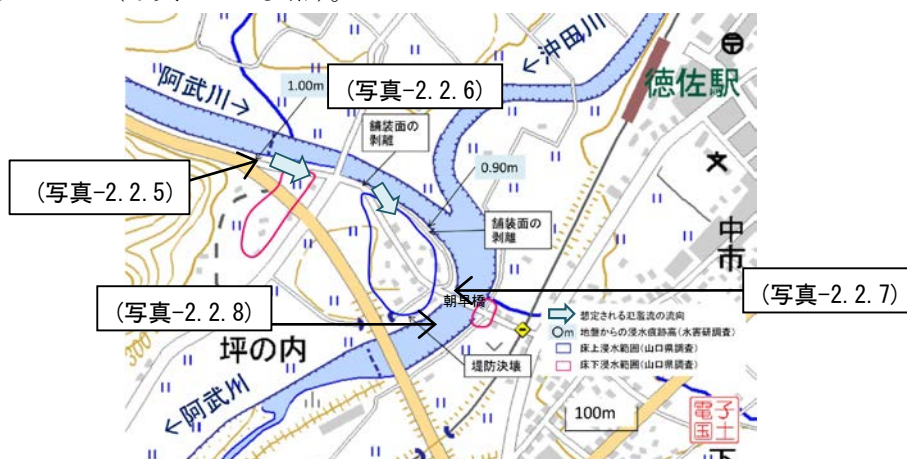 阿武川→
1.00m
(写真-2.2.6)
←沖田川
徳佐駅
舗装面の
剥離
0.90m
(写真-2.2.5)
舗装面の
剥離
中
市
(写真-2.2.7)
朝早橋
(写真-2.2.8)
想定される氾濫流の流向
Om 地盤からの浸水痕跡高(水害研調査)
床上浸水範囲(山口県調査)
床下浸水範囲(山口県調査)
坪の内
300
堤防決壊
←阿武川
100m
電子
国土